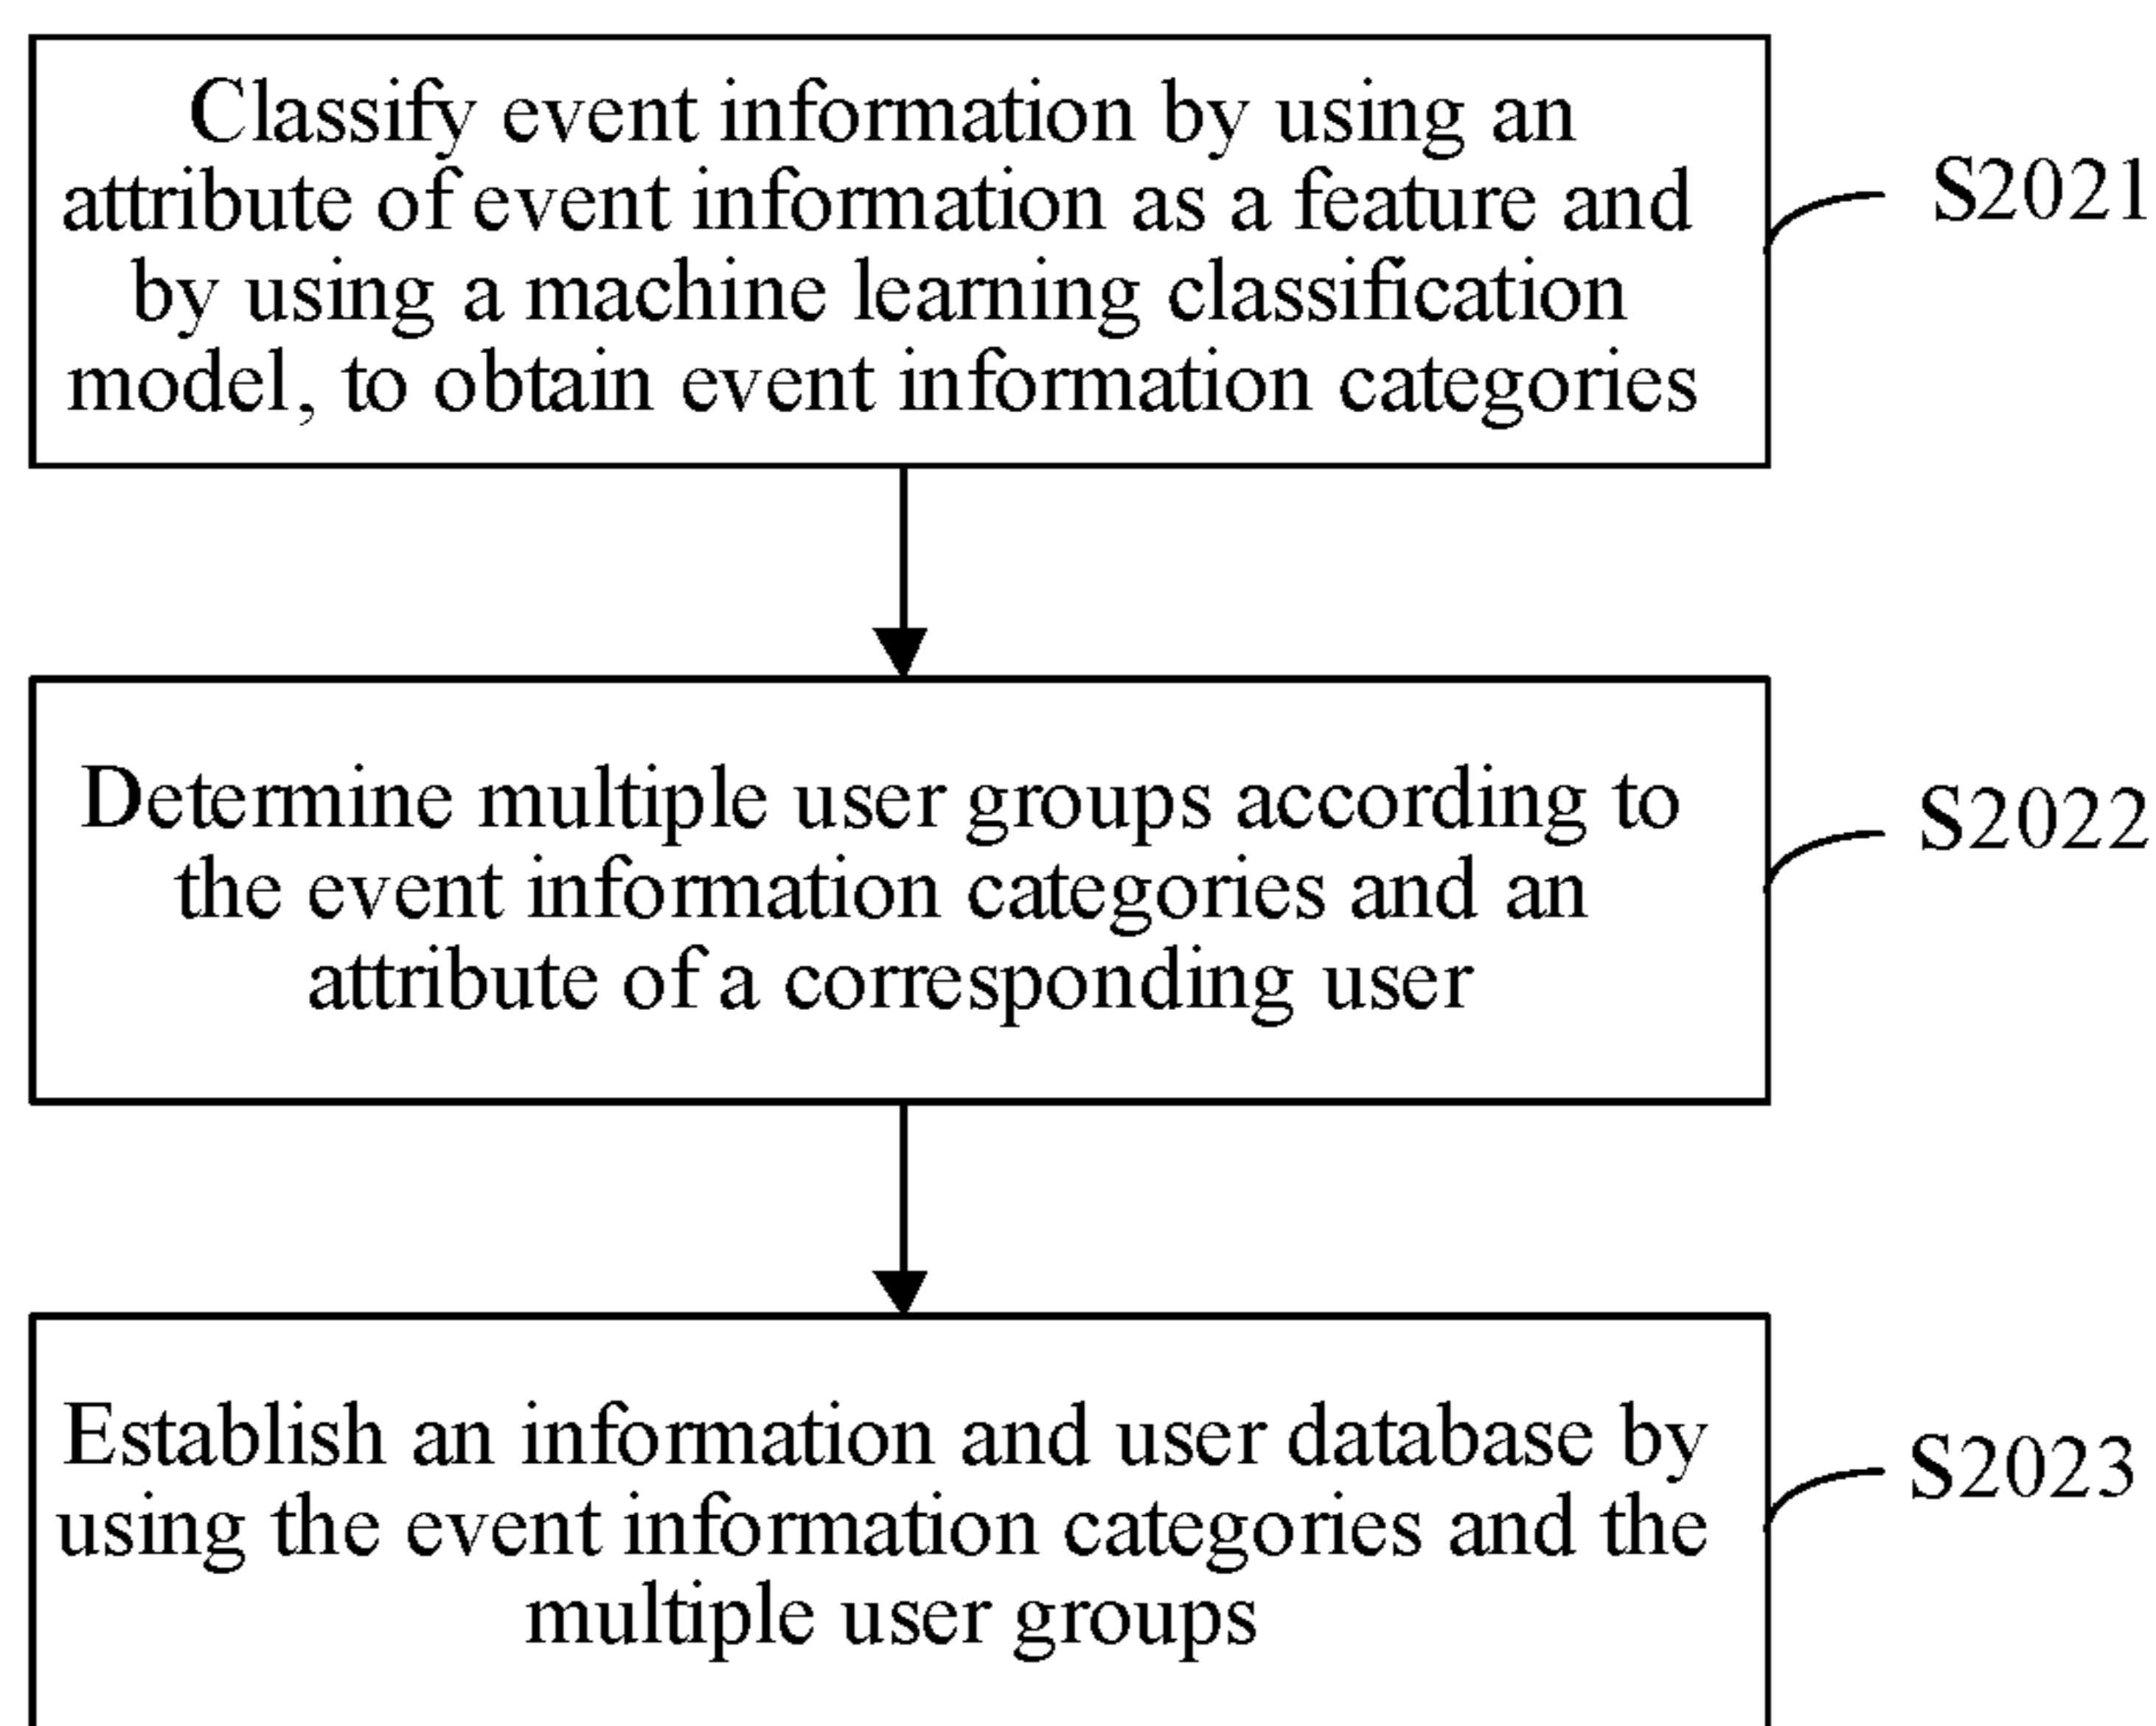 Classify event information by using an
attribute of event information as a feature and
by using a machine learning classification
model, to obtain event information categories
S2021
Determine multiple user groups according to
the event information categories and an
attribute of a corresponding user
S2022
Establish an information and user database by
using the event information categories and the
multiple user groups
S2023